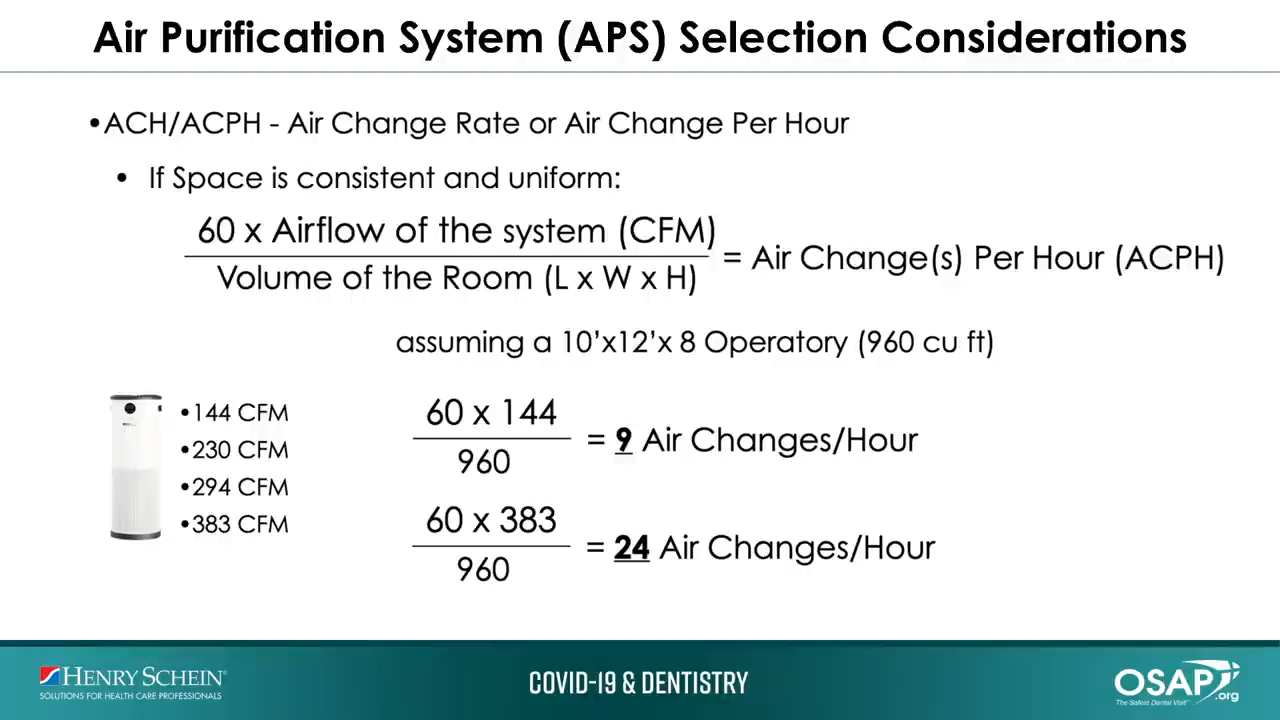 Air Purification System (APS) Selection Considerations
•ACH/ACPH - Air Change Rate or Air Change Per Hour
• If Space is consistent and uniform:
60 x Airflow of the system (CFM)
Volume of the Room (L x W x H)
= Air Change(s) Per Hour (ACPH)
assuming a 10’x12’x 8 Operatory (960 cu ft)
•144 CFM
•230 CFM
•294 CFM
•383 CFM
60 x 144
960
= 9 Air Changes/Hour
60 x 383
960
= 24 Air Changes/Hour
HENRY SCHEIN®
SOLUTIONS FOR HEALTH CARE PROFESSIONALS
COVID-19 & DENTISTRY
OSAP.org
The Safest Dental Visit™